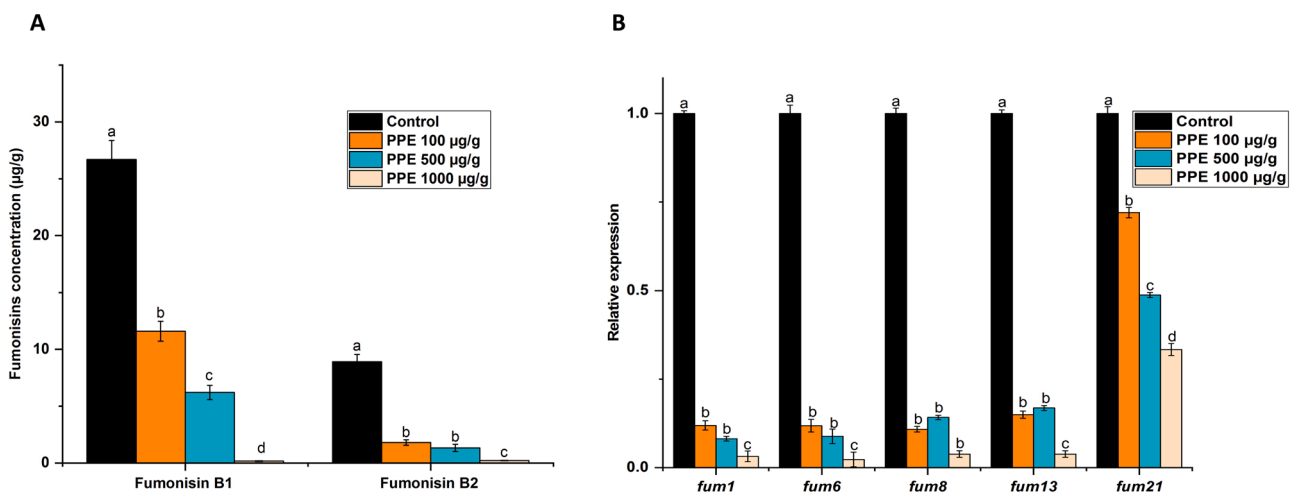 A
Fumonisins concentration (µg/g)
30
20
10
0
a
b
c
d
a
b
b
c
Control
PPE 100 µg/g
PPE 500 µg/g
PPE 1000 µg/g
Fumonisin B1
Fumonisin B2
B
Relative expression
1.0
0.5
0.0
a
b
b
c
a
b
b
c
a
b
b
b
a
b
b
c
a
b
c
d
Control
PPE 100 µg/g
PPE 500 µg/g
PPE 1000 µg/g
fum1
fum6
fum8
fum13
fum21